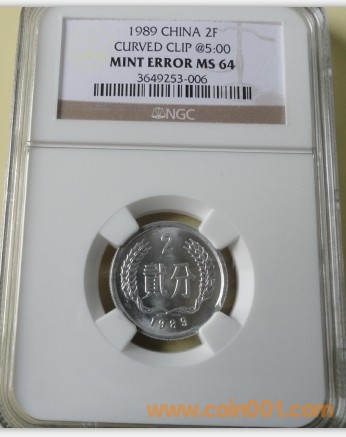 1989 CHINA 2F
CURVED CLIP @5:00
MINT ERROR MS 64
3649253-006
NGC
2
貳分
1989
www.coin001.com